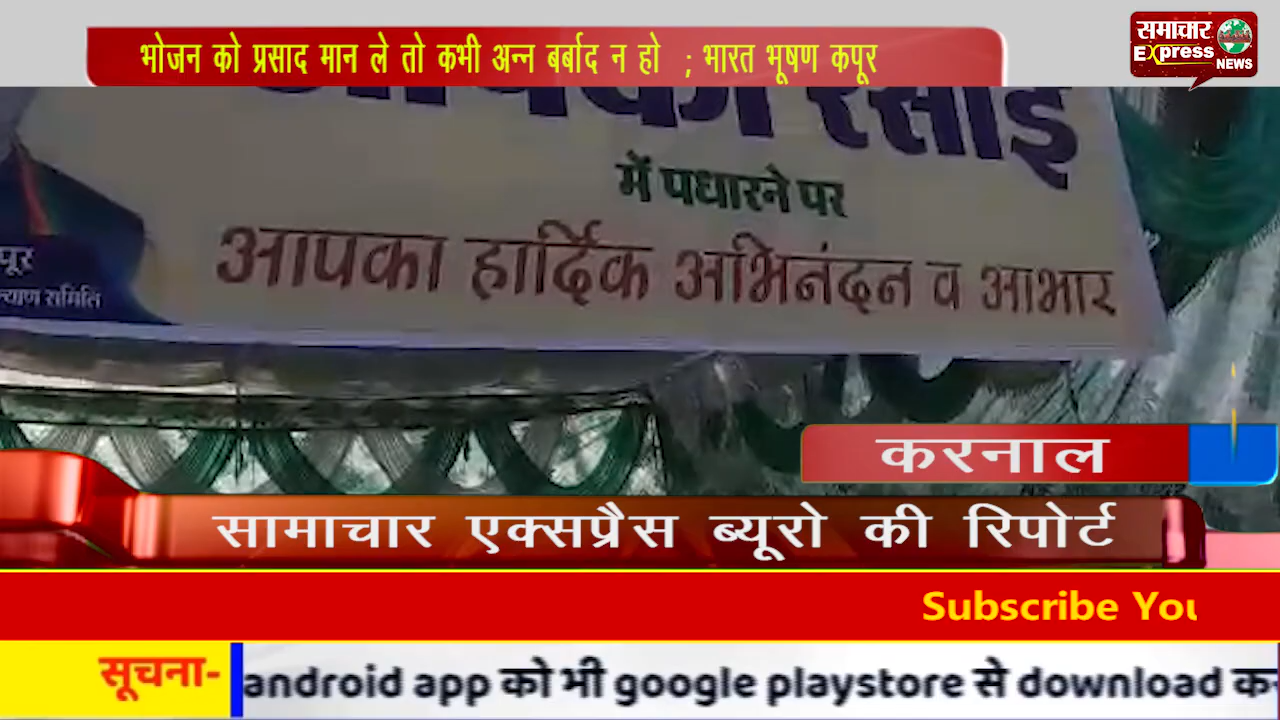 भोजन को प्रसाद मान ले तो कभी अन्न बर्बाद न हो ; भारत भूषण कपूर
समाचार
Express
NEWS
रसोई
में पधारने पर
आपका हार्दिक अभिनंदन व आभार
समिति
करनाल
सामाचार एक्सप्रैस ब्यूरो की रिपोर्ट
Subscribe
सूचना-
android app को भी google playstore से download